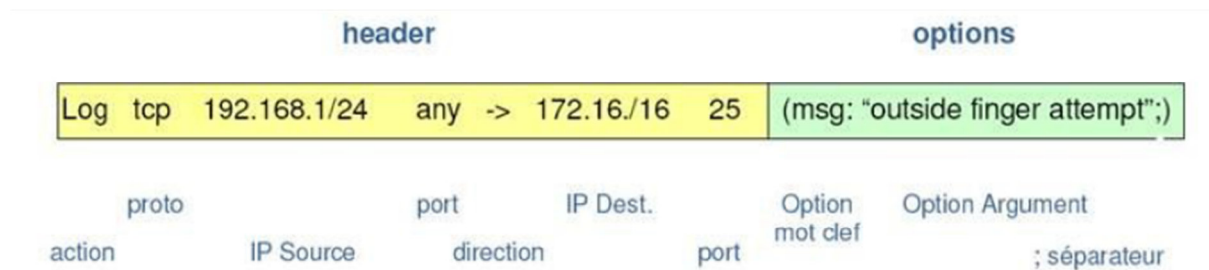 header options
Log tcp 192.168.1/24 any -> 172.16./16 25 (msg: “outside finger attempt”;)
proto port IP Dest. Option Option Argument
mot clef
action IP Source direction port ; séparateur